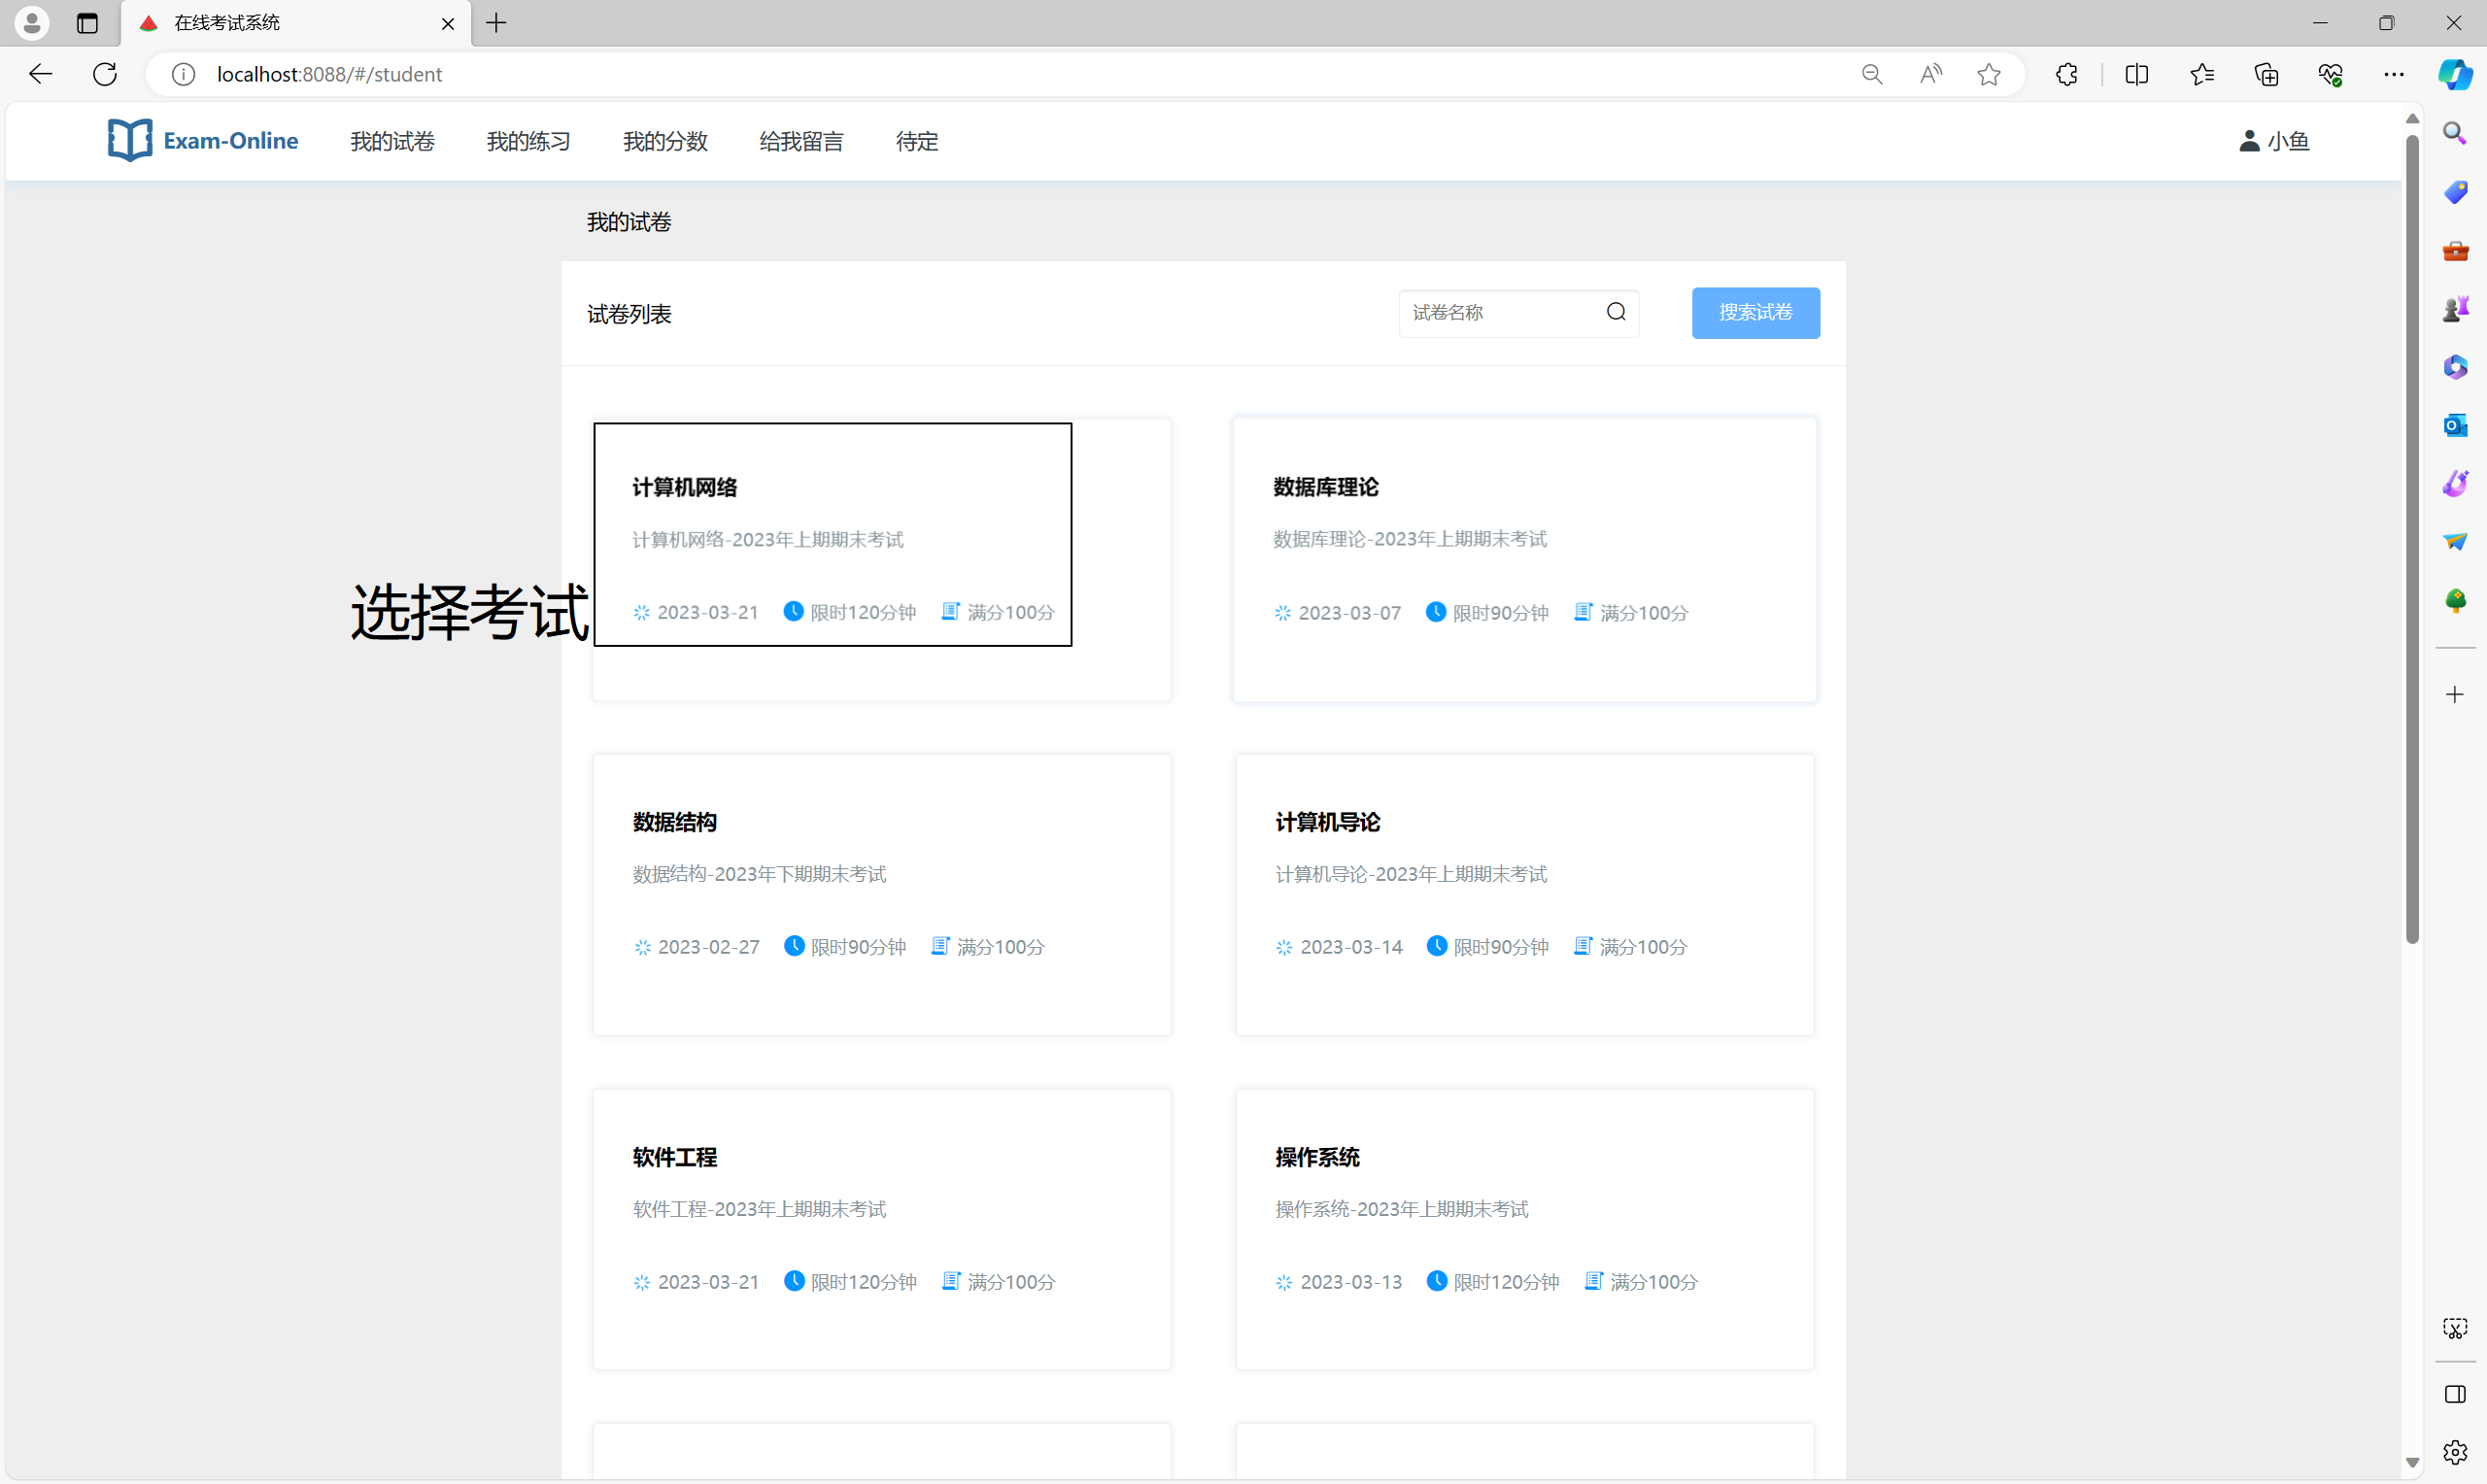 在线考试系统
localhost:8088/#/student
Exam-Online 我的试卷 我的练习 我的分数 给我留言 待定 小鱼
我的试卷
试卷列表 试卷名称 搜索试卷
计算机网络
计算机网络-2023年上期期末考试
2023-03-21 限时120分钟 满分100分
选择考试
数据库理论
数据库理论-2023年上期期末考试
2023-03-07 限时90分钟 满分100分
数据结构
数据结构-2023年下期期末考试
2023-02-27 限时90分钟 满分100分
计算机导论
计算机导论-2023年上期期末考试
2023-03-14 限时90分钟 满分100分
软件工程
软件工程-2023年上期期末考试
2023-03-21 限时120分钟 满分100分
操作系统
操作系统-2023年上期期末考试
2023-03-13 限时120分钟 满分100分